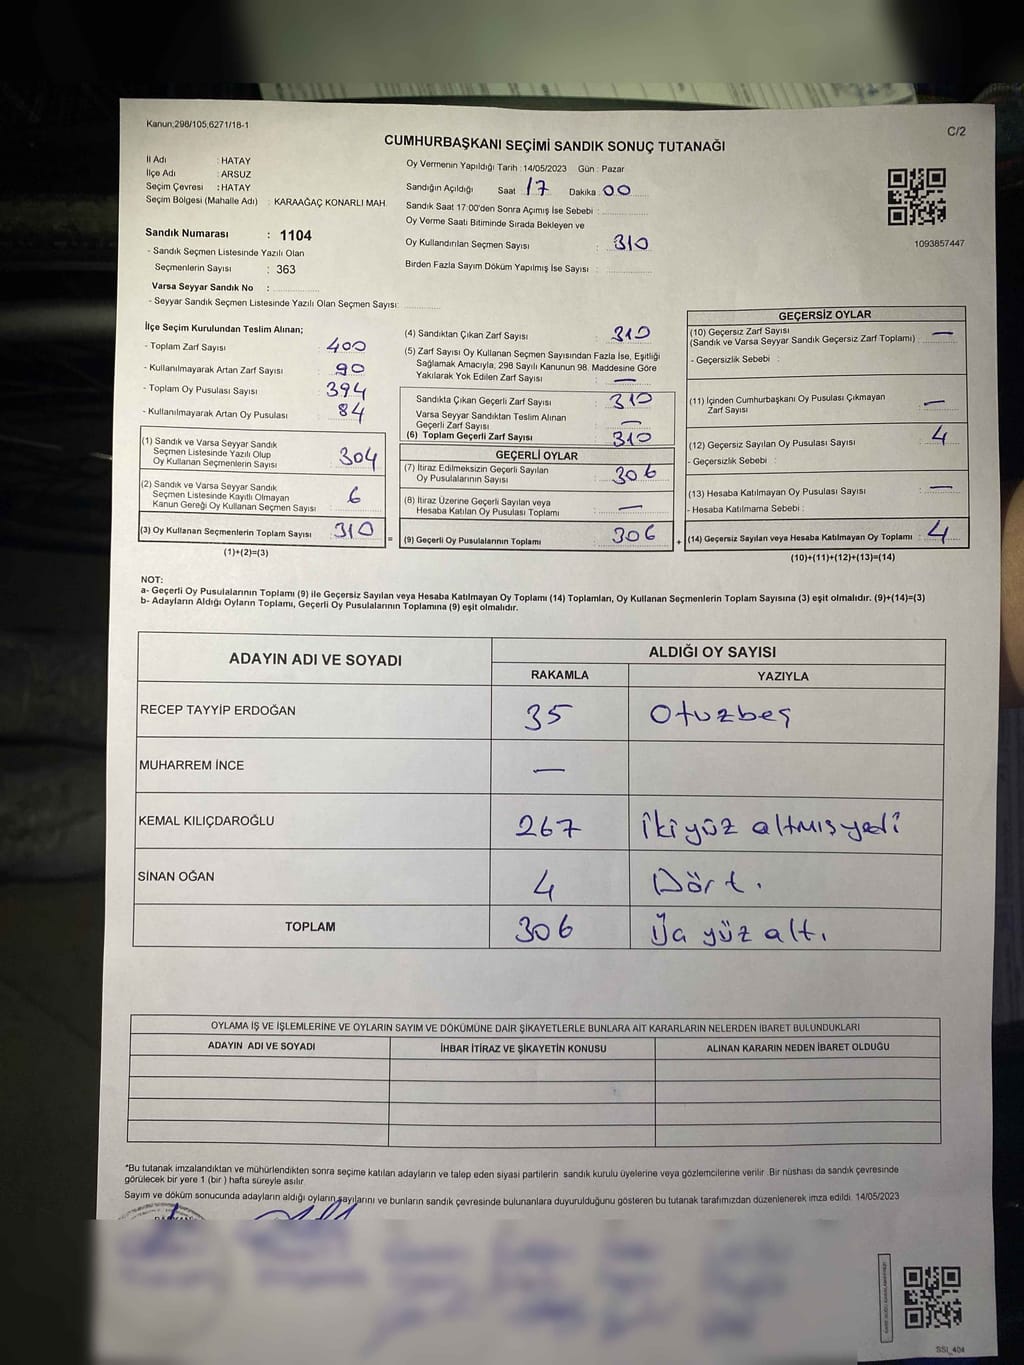 Kanun;298/105,6271/18-1
C/2
CUMHURBAŞKANI SEÇİMİ SANDIK SONUÇ TUTANAĞI
İl Adı : HATAY
İlçe Adı : ARSUZ
Seçim Çevresi : HATAY
Seçim Bölgesi (Mahalle Adı) : KARAAĞAÇ KONARLI MAH.
Sandık Numarası : 1104
- Sandık Seçmen Listesinde Yazılı Olan
Seçmenlerin Sayısı : 363
Varsa Seyyar Sandık No :
- Seyyar Sandık Seçmen Listesinde Yazılı Olan Seçmen Sayısı:
Oy Vermenin Yapıldığı Tarih : 14/05/2023 Gün : Pazar
Sandığın Açıldığı Saat 17 Dakika 00
Sandık Saat 17:00'den Sonra Açımış İse Sebebi :
Oy Verme Saati Bitiminde Sırada Bekleyen ve
Oy Kullandırılan Seçmen Sayısı : 310
Birden Fazla Sayım Döküm Yapılmış İse Sayısı :
1093857447
İlçe Seçim Kurulundan Teslim Alınan;
- Toplam Zarf Sayısı : 400
- Kullanılmayarak Artan Zarf Sayısı : 90
- Toplam Oy Pusulası Sayısı : 394
- Kullanılmayarak Artan Oy Pusulası : 84
(1) Sandık ve Varsa Seyyar Sandık
Seçmen Listesinde Yazılı Olup
Oy Kullanan Seçmenlerin Sayısı : 304
(2) Sandık ve Varsa Seyyar Sandık
Seçmen Listesinde Kayıtlı Olmayan
Kanun Gereği Oy Kullanan Seçmen Sayısı : 6
(3) Oy Kullanan Seçmenlerin Toplam Sayısı : 310
(1)+(2)=(3)
=
(4) Sandıktan Çıkan Zarf Sayısı : 310
(5) Zarf Sayısı Oy Kullanan Seçmen Sayısından Fazla İse, Eşitliği
Sağlamak Amacıyla, 298 Sayılı Kanunun 98. Maddesine Göre
Yakılarak Yok Edilen Zarf Sayısı : —
Sandıkta Çıkan Geçerli Zarf Sayısı : 310
Varsa Seyyar Sandıktan Teslim Alınan
Geçerli Zarf Sayısı : —
(6) Toplam Geçerli Zarf Sayısı : 310
GEÇERLİ OYLAR
(7) İtiraz Edilmeksizin Geçerli Sayılan
Oy Pusulalarının Sayısı : 306
(8) İtiraz Üzerine Geçerli Sayılan veya
Hesaba Katılan Oy Pusulası Toplamı : —
(9) Geçerli Oy Pusulalarının Toplamı : 306
+
GEÇERSİZ OYLAR
(10) Geçersiz Zarf Sayısı
(Sandık ve Varsa Seyyar Sandık Geçersiz Zarf Toplamı) : —
- Geçersizlik Sebebi :
(11) İçinden Cumhurbaşkanı Oy Pusulası Çıkmayan
Zarf Sayısı : —
(12) Geçersiz Sayılan Oy Pusulası Sayısı : 4
- Geçersizlik Sebebi :
(13) Hesaba Katılmayan Oy Pusulası Sayısı : —
- Hesaba Katılmama Sebebi :
(14) Geçersiz Sayılan veya Hesaba Katılmayan Oy Toplamı : 4
(10)+(11)+(12)+(13)=(14)
NOT:
a- Geçerli Oy Pusulalarının Toplamı (9) ile Geçersiz Sayılan veya Hesaba Katılmayan Oy Toplamı (14) Toplamları, Oy Kullanan Seçmenlerin Toplam Sayısına (3) eşit olmalıdır. (9)+(14)=(3)
b- Adayların Aldığı Oyların Toplamı, Geçerli Oy Pusulalarının Toplamına (9) eşit olmalıdır.
ADAYIN ADI VE SOYADI
ALDIĞI OY SAYISI
RAKAMLA YAZIYLA
RECEP TAYYİP ERDOĞAN 35 Otuzbeş
MUHARREM İNCE —
KEMAL KILIÇDAROĞLU 267 İkiyüz altmış yedi
SİNAN OĞAN 4 Dört.
TOPLAM 306 yüz altı
OYLAMA İŞ VE İŞLEMLERİNE VE OYLARIN SAYIM VE DÖKÜMÜNE DAİR ŞİKAYETLERLE BUNLARA AİT KARARLARIN NELERDEN İBARET BULUNDUKLARI
ADAYIN ADI VE SOYADI İHBAR İTİRAZ VE ŞİKAYETİN KONUSU ALINAN KARARIN NEDEN İBARET OLDUĞU
*Bu tutanak imzalandıktan ve mühürlendikten sonra seçime katılan adayların ve talep eden siyasi partilerin sandık kurulu üyelerine veya gözlemcilerine verilir. Bir nüshası da sandık çevresinde
görülecek bir yere 1 (bir ) hafta süreyle asılır.
Sayım ve döküm sonucunda adayların aldığı oyların sayılarını ve bunların sandık çevresinde bulunanlara duyurulduğunu gösteren bu tutanak tarafımızdan düzenlenerek imza edildi. 14/05/2023
SSI_404